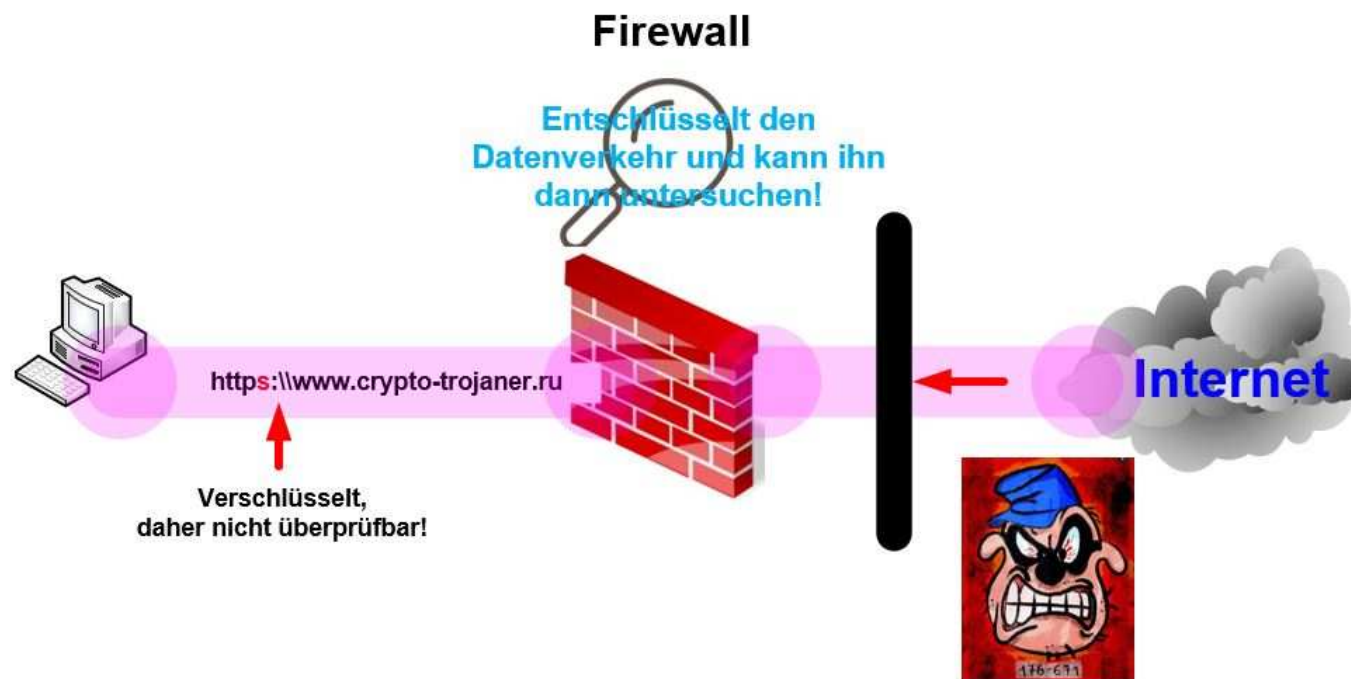 Firewall
Entschlüsselt den
Datenverkehr und kann ihn
dann untersuchen!
https:\\www.crypto-trojaner.ru
Internet
Verschlüsselt,
daher nicht überprüfbar!
176-671